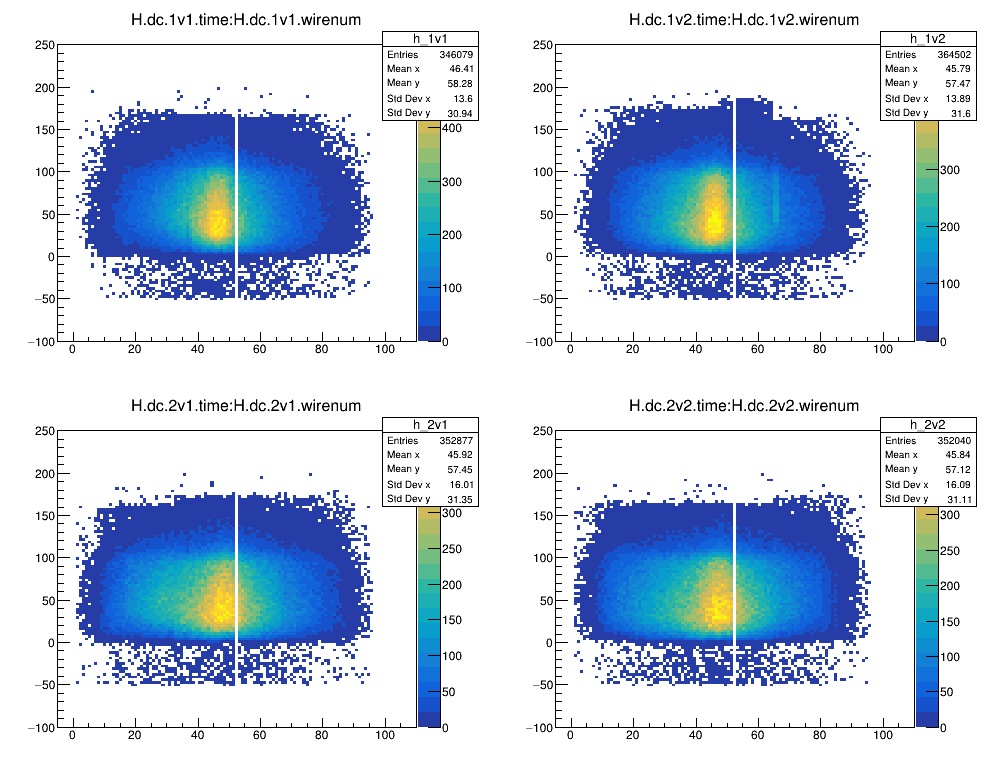 H.dc.1v1.time:H.dc.1v1.wirenum
h_1v1
Entries 346079
Mean x 46.41
Mean y 58.28
Std Dev x 13.6
Std Dev y 30.94
250
200
150
100
50
0
−50
−100
0 20 40 60 80 100
400
300
200
100
0
H.dc.1v2.time:H.dc.1v2.wirenum
h_1v2
Entries 364502
Mean x 45.79
Mean y 57.47
Std Dev x 13.89
Std Dev y 31.6
250
200
150
100
50
0
−50
−100
0 20 40 60 80 100
300
200
100
0
H.dc.2v1.time:H.dc.2v1.wirenum
h_2v1
Entries 352877
Mean x 45.92
Mean y 57.45
Std Dev x 16.01
Std Dev y 31.35
250
200
150
100
50
0
−50
−100
0 20 40 60 80 100
300
250
200
150
100
50
0
H.dc.2v2.time:H.dc.2v2.wirenum
h_2v2
Entries 352040
Mean x 45.84
Mean y 57.12
Std Dev x 16.09
Std Dev y 31.11
250
200
150
100
50
0
−50
−100
0 20 40 60 80 100
300
250
200
150
100
50
0